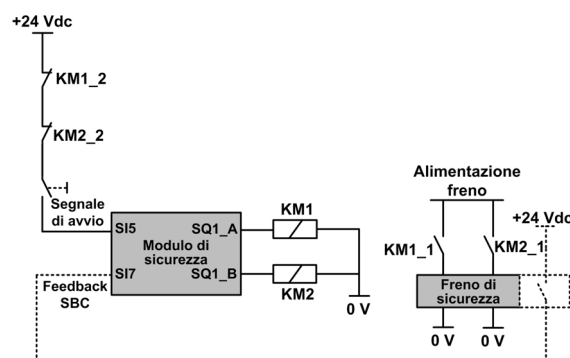 +24 Vdc
KM1_2
KM2_2
Segnale
di avvio
SI5
SQ1_A
Modulo di
sicurezza
SI7
SQ1_B
Feedback
SBC
KM1
KM2
0 V
Alimentazione
freno
+24 Vdc
KM1_1
KM2_1
Freno di
sicurezza
0 V
0 V